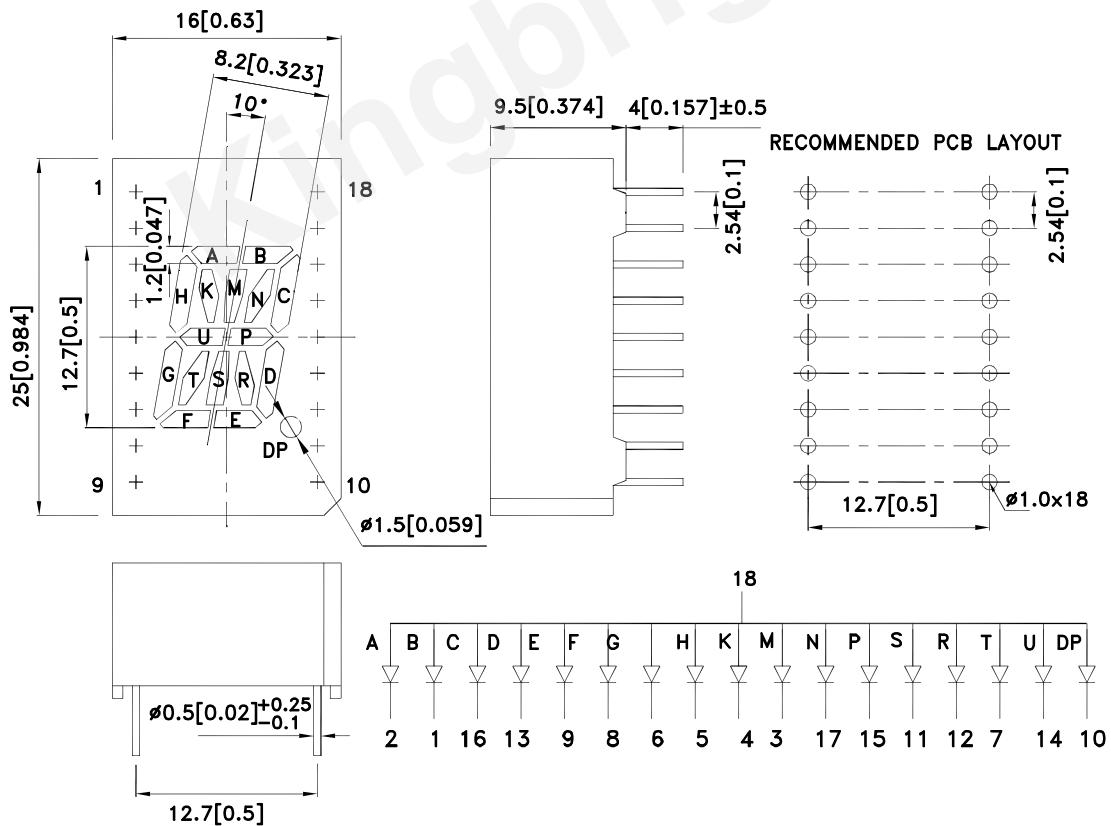 Kingbri
16[0.63]
8.2[0.323]
10°
9.5[0.374]
4[0.157]±0.5
RECOMMENDED PCB LAYOUT
1
18
2.54[0.1]
2.54[0.1]
1.2[0.047]
A B
H K M N C
12.7[0.5]
25[0.984]
U P
G T S R D
F E
DP
9
10
ø1.5[0.059]
12.7[0.5]
ø1.0x18
18
A B C D E F G H K M N P S R T U DP
ø0.5[0.02]+0.25
−0.1
2 1 16 13 9 8 6 5 4 3 17 15 11 12 7 14 10
12.7[0.5]